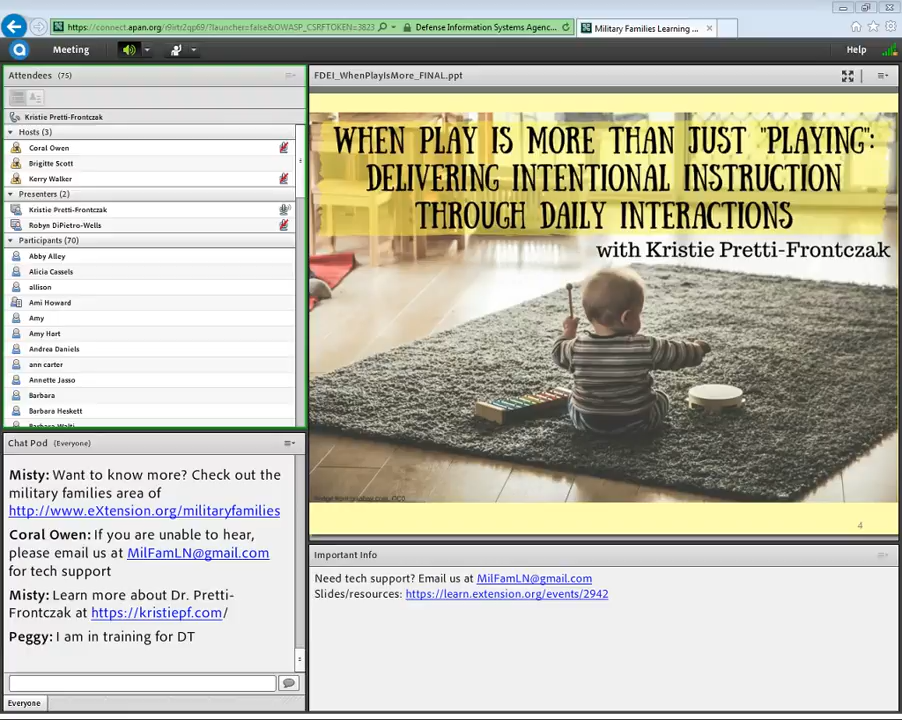 https://connect.apan.org/r9iitr2qp69/?launcher=false&OWASP_CSRFTOKEN=3823
Defense Information Systems Agenc...
Military Families Learning ...
Meeting
Help
Attendees (75)
FDEI_WhenPlayIsMore_FINAL.ppt
Kristie Pretti-Frontczak
Hosts (3)
Coral Owen
Brigitte Scott
Kerry Walker
Presenters (2)
Kristie Pretti-Frontczak
Robyn DiPietro-Wells
Participants (70)
Abby Alley
Alicia Cassels
allison
Ami Howard
Amy
Amy Hart
Andrea Daniels
ann carter
Annette Jasso
Barbara
Barbara Heskett
WHEN PLAY IS MORE THAN JUST "PLAYING":
DELIVERING INTENTIONAL INSTRUCTION
THROUGH DAILY INTERACTIONS
with Kristie Pretti-Frontczak
4
Chat Pod (Everyone)
Misty: Want to know more? Check out the
military families area of
http://www.eXtension.org/militaryfamilies
Coral Owen: If you are unable to hear,
please email us at MilFamLN@gmail.com
for tech support
Misty: Learn more about Dr. Pretti-
Frontczak at https://kristiepf.com/
Peggy: I am in training for DT
Everyone
Important Info
Need tech support? Email us at MilFamLN@gmail.com
Slides/resources: https://learn.extension.org/events/2942